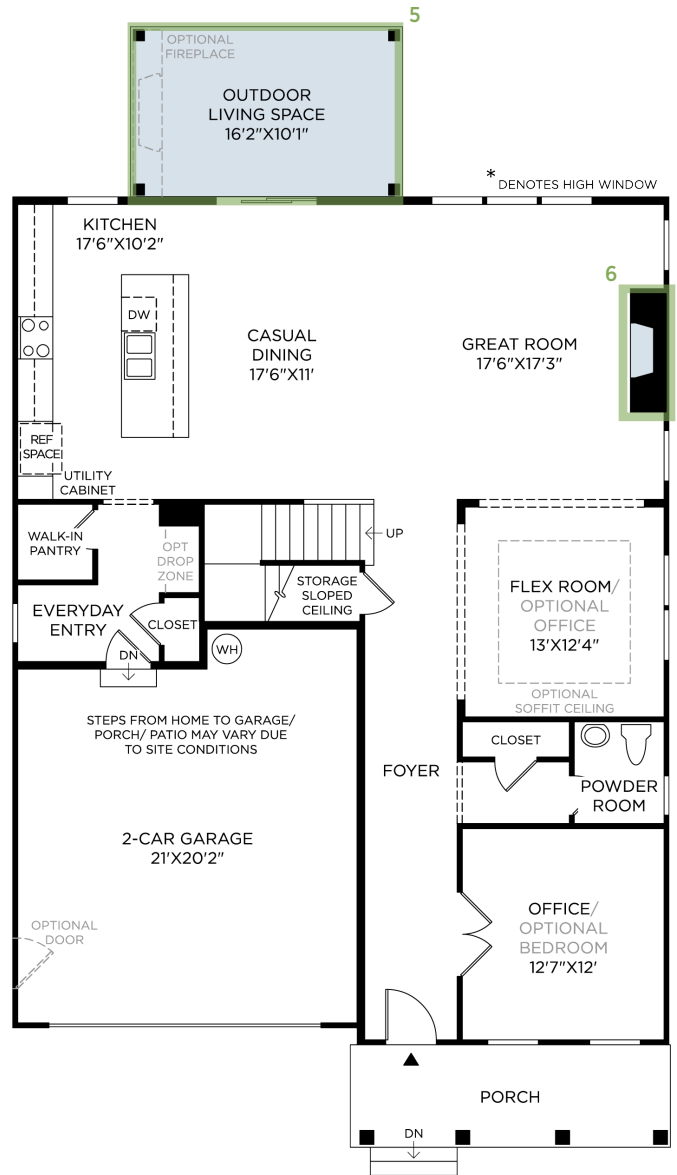 5
OPTIONAL
FIREPLACE
OUTDOOR
LIVING SPACE
16'2"X10'1"
* DENOTES HIGH WINDOW
KITCHEN
17'6"X10'2"
6
DW
CASUAL
DINING
17'6"X11'
GREAT ROOM
17'6"X17'3"
REF
SPACE
UTILITY
CABINET
WALK-IN
PANTRY
OPT
DROP
ZONE
UP
STORAGE
SLOPED
CEILING
FLEX ROOM/
OPTIONAL
OFFICE
13'X12'4"
OPTIONAL
SOFFIT CEILING
EVERYDAY
ENTRY
CLOSET
DN
WH
STEPS FROM HOME TO GARAGE/
PORCH/ PATIO MAY VARY DUE
TO SITE CONDITIONS
CLOSET
FOYER
POWDER
ROOM
2-CAR GARAGE
21'X20'2"
OPTIONAL
DOOR
OFFICE/
OPTIONAL
BEDROOM
12'7"X12'
PORCH
DN